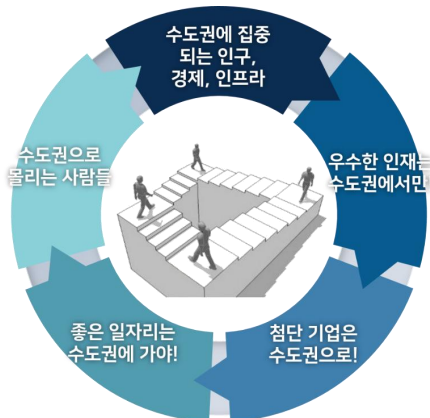 수도권에 집중
되는 인구,
경제, 인프라
우수한 인재는
수도권에서만
첨단 기업은
수도권으로!
좋은 일자리는
수도권에 가야!
수도권으로
몰리는 사람들